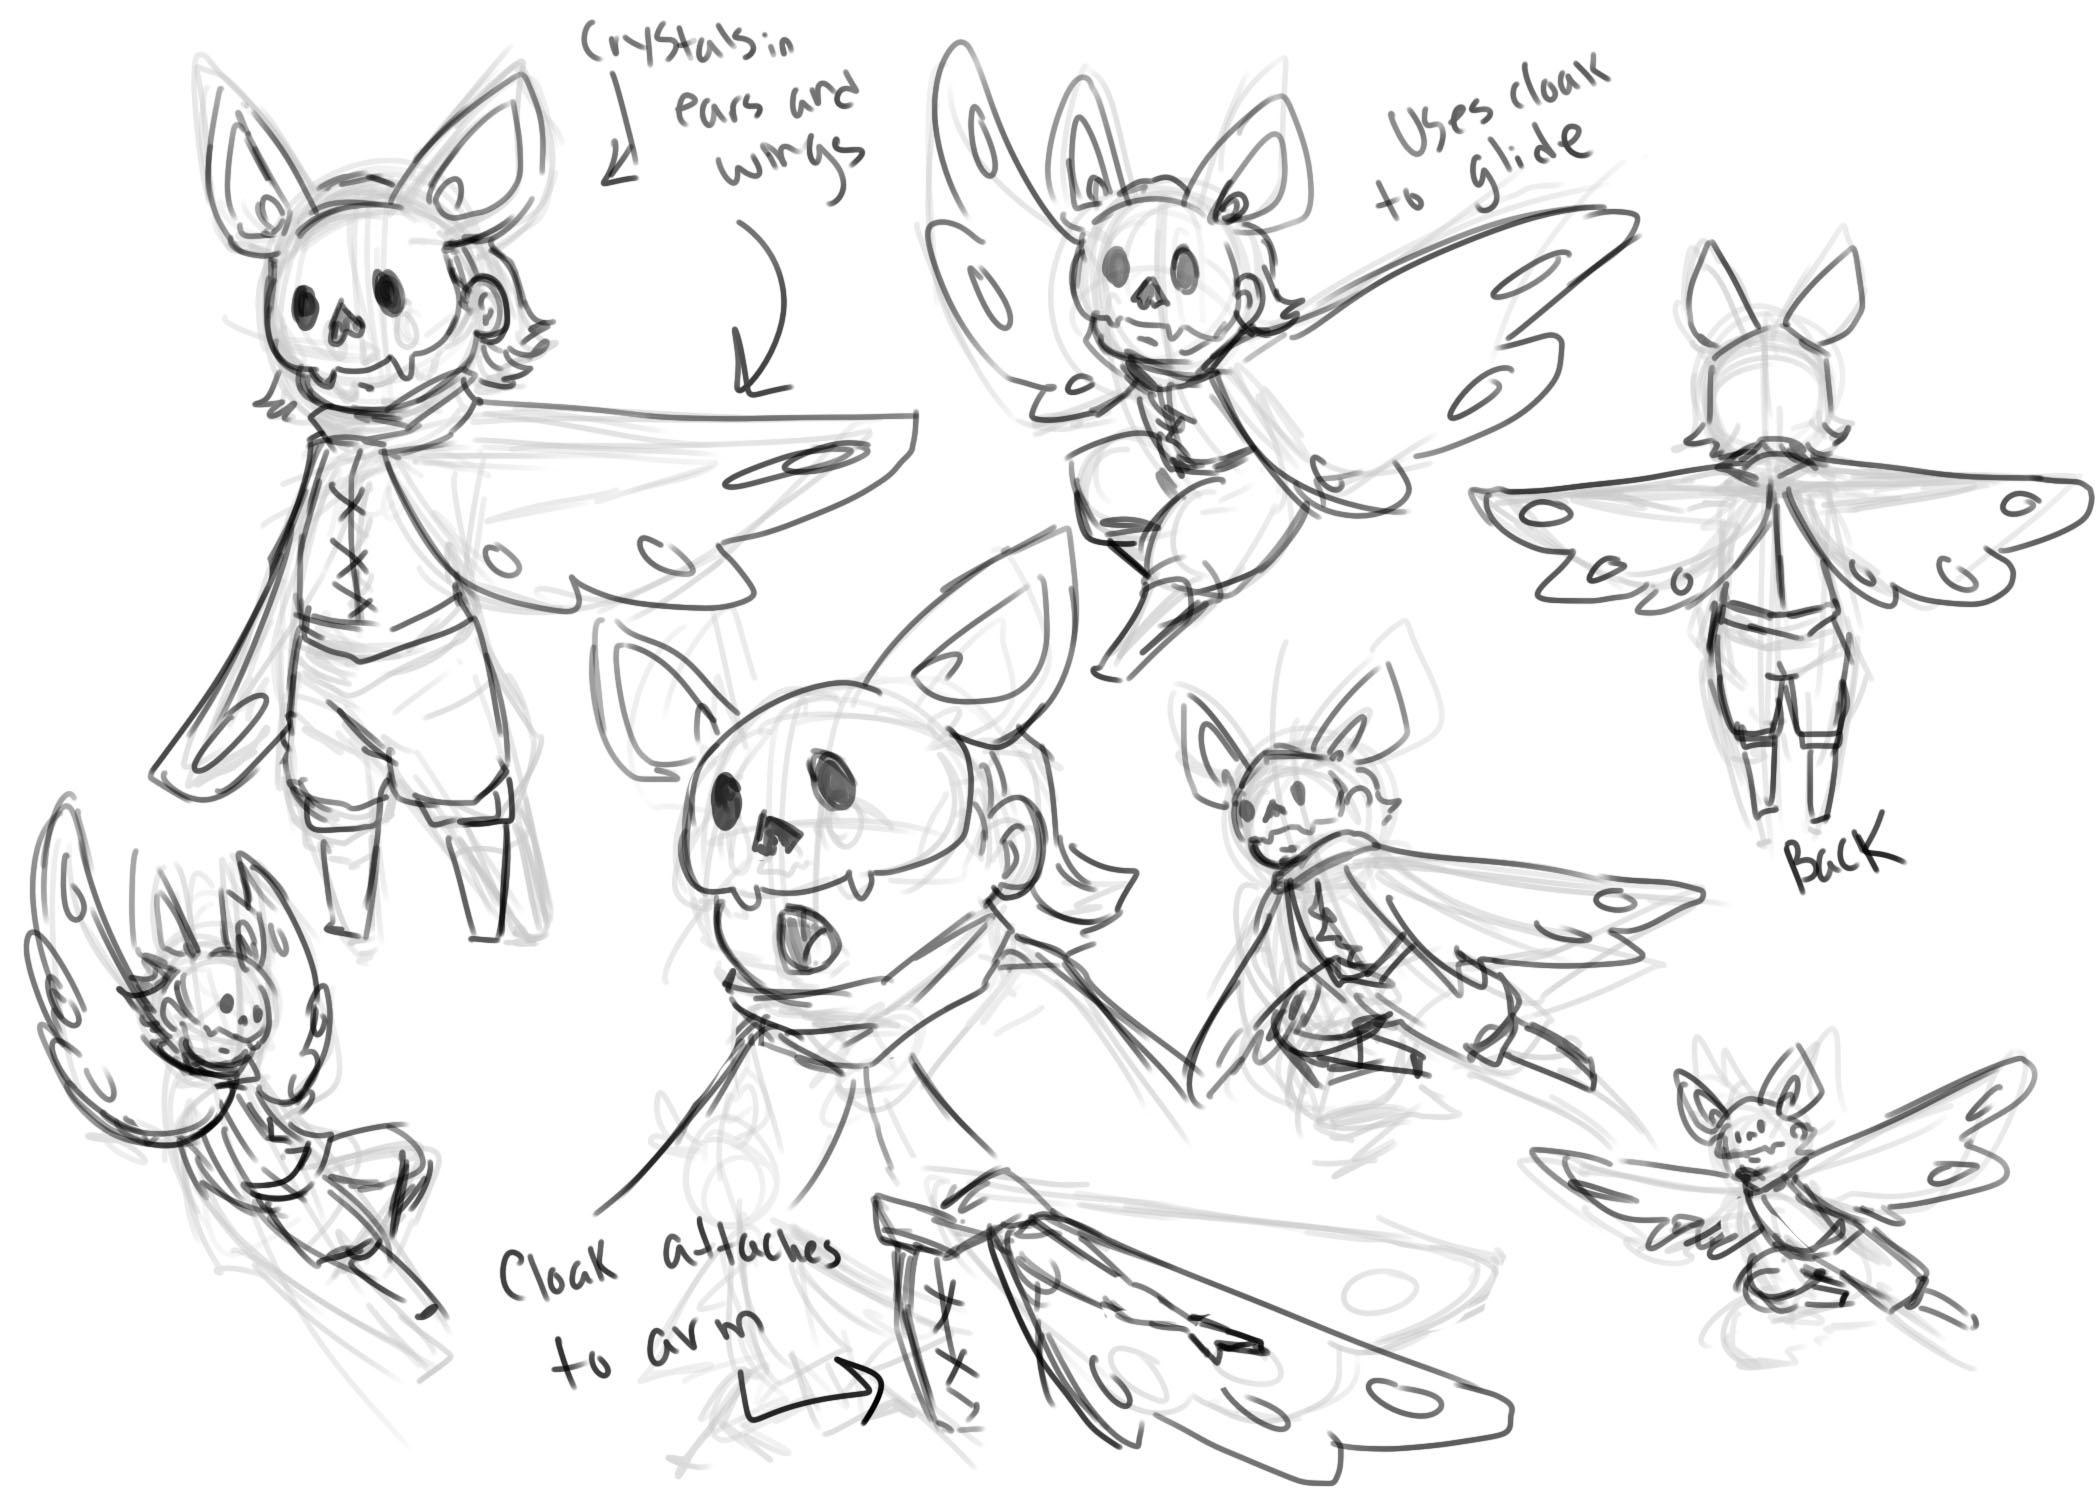 Crystals in
ears and
wings
Uses cloak
to glide
Back
Cloak attaches
to arm